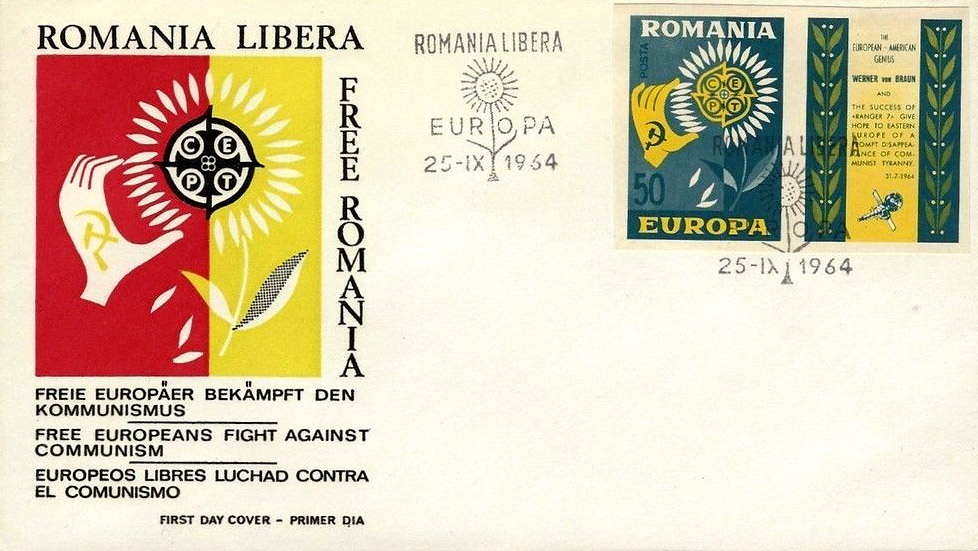 ROMANIA LIBERA
FREE ROMANIA
C E
P T
FREIE EUROPÄER BEKÄMPFT DEN
KOMMUNISMUS
FREE EUROPEANS FIGHT AGAINST
COMMUNISM
EUROPEOS LIBRES LUCHAD CONTRA
EL COMUNISMO
FIRST DAY COVER - PRIMER DIA
ROMANIA LIBERA
EUROPA
25-IX 1964
ROMANIA
POSTA
C E
P T
50
EUROPA
THE
EUROPEAN-AMERICAN
GENIUS
WERNER von BRAUN
AND
THE SUCCESS OF
«RANGER 7» GIVE
HOPE TO EASTERN
EUROPE OF A
PROMPT DISAPPEA-
RANCE OF COM-
MUNIST TYRANNY.
31-7-1964
ROMANIA LIBERA
EUROPA
25-IX 1964